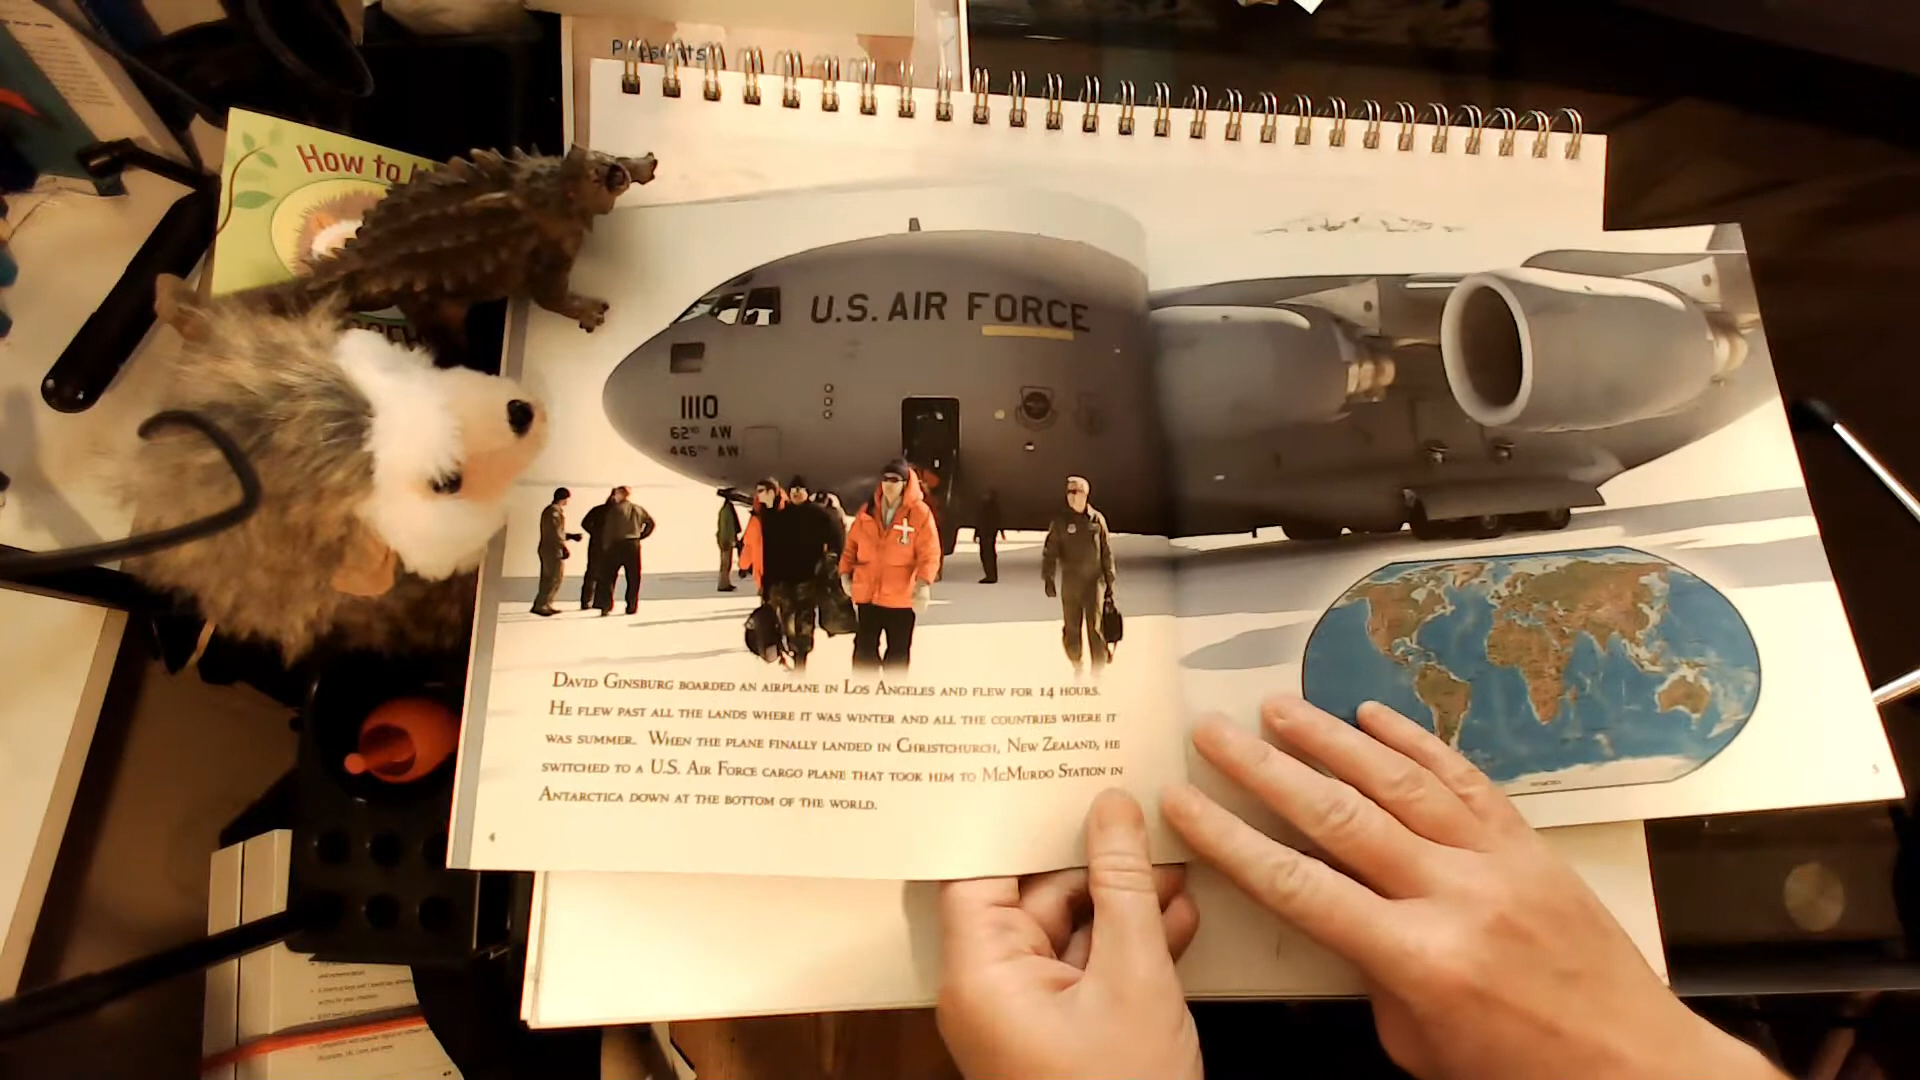 Presents
How to
U.S. AIR FORCE
1110
62ND AW
446TH AW
DAVID GINSBURG BOARDED AN AIRPLANE IN LOS ANGELES AND FLEW FOR 14 HOURS.
HE FLEW PAST ALL THE LANDS WHERE IT WAS WINTER AND ALL THE COUNTRIES WHERE IT
WAS SUMMER. WHEN THE PLANE FINALLY LANDED IN CHRISTCHURCH, NEW ZEALAND, HE
SWITCHED TO A U.S. AIR FORCE CARGO PLANE THAT TOOK HIM TO MCMURDO STATION IN
ANTARCTICA DOWN AT THE BOTTOM OF THE WORLD.
4
5